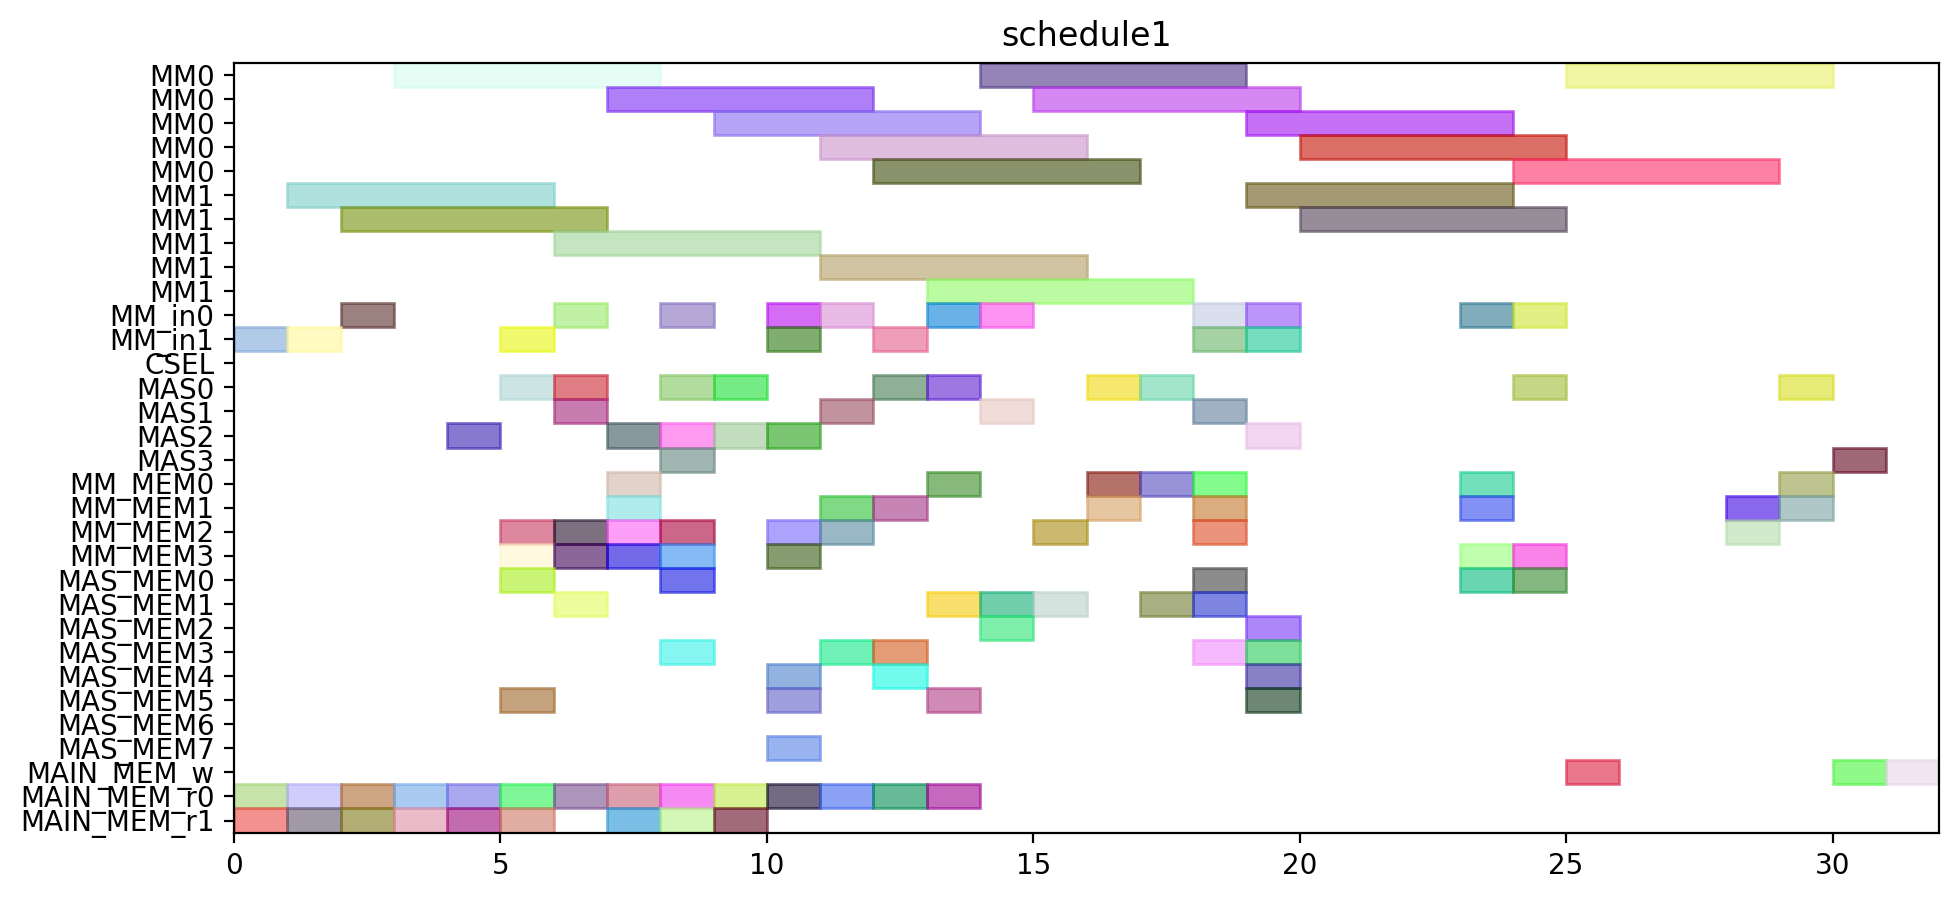 schedule1
MM0
MM0
MM0
MM0
MM0
MM1
MM1
MM1
MM1
MM1
MM_in0
MM_in1
CSEL
MAS0
MAS1
MAS2
MAS3
MM_MEM0
MM_MEM1
MM_MEM2
MM_MEM3
MAS_MEM0
MAS_MEM1
MAS_MEM2
MAS_MEM3
MAS_MEM4
MAS_MEM5
MAS_MEM6
MAS_MEM7
MAIN_MEM_w
MAIN_MEM_r0
MAIN_MEM_r1
0 5 10 15 20 25 30